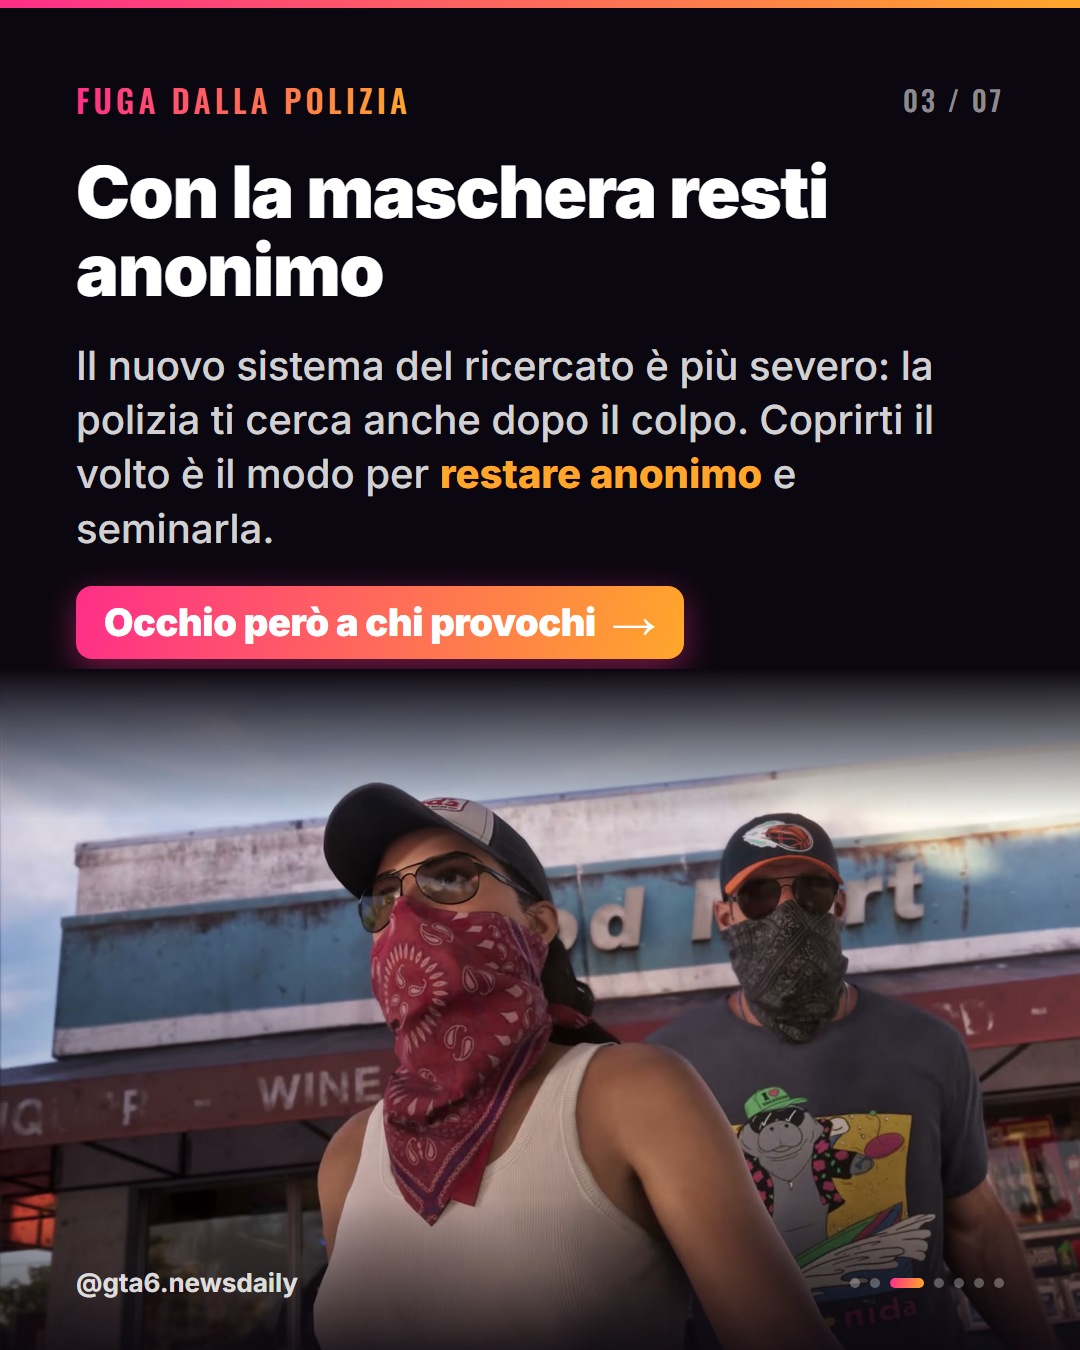 FUGA DALLA POLIZIA
03 / 07
Con la maschera resti
anonimo
Il nuovo sistema del ricercato è più severo: la
polizia ti cerca anche dopo il colpo. Coprirti il
volto è il modo per restare anonimo e
seminarla.
Occhio però a chi provochi →
WINE
@gta6.newsdaily